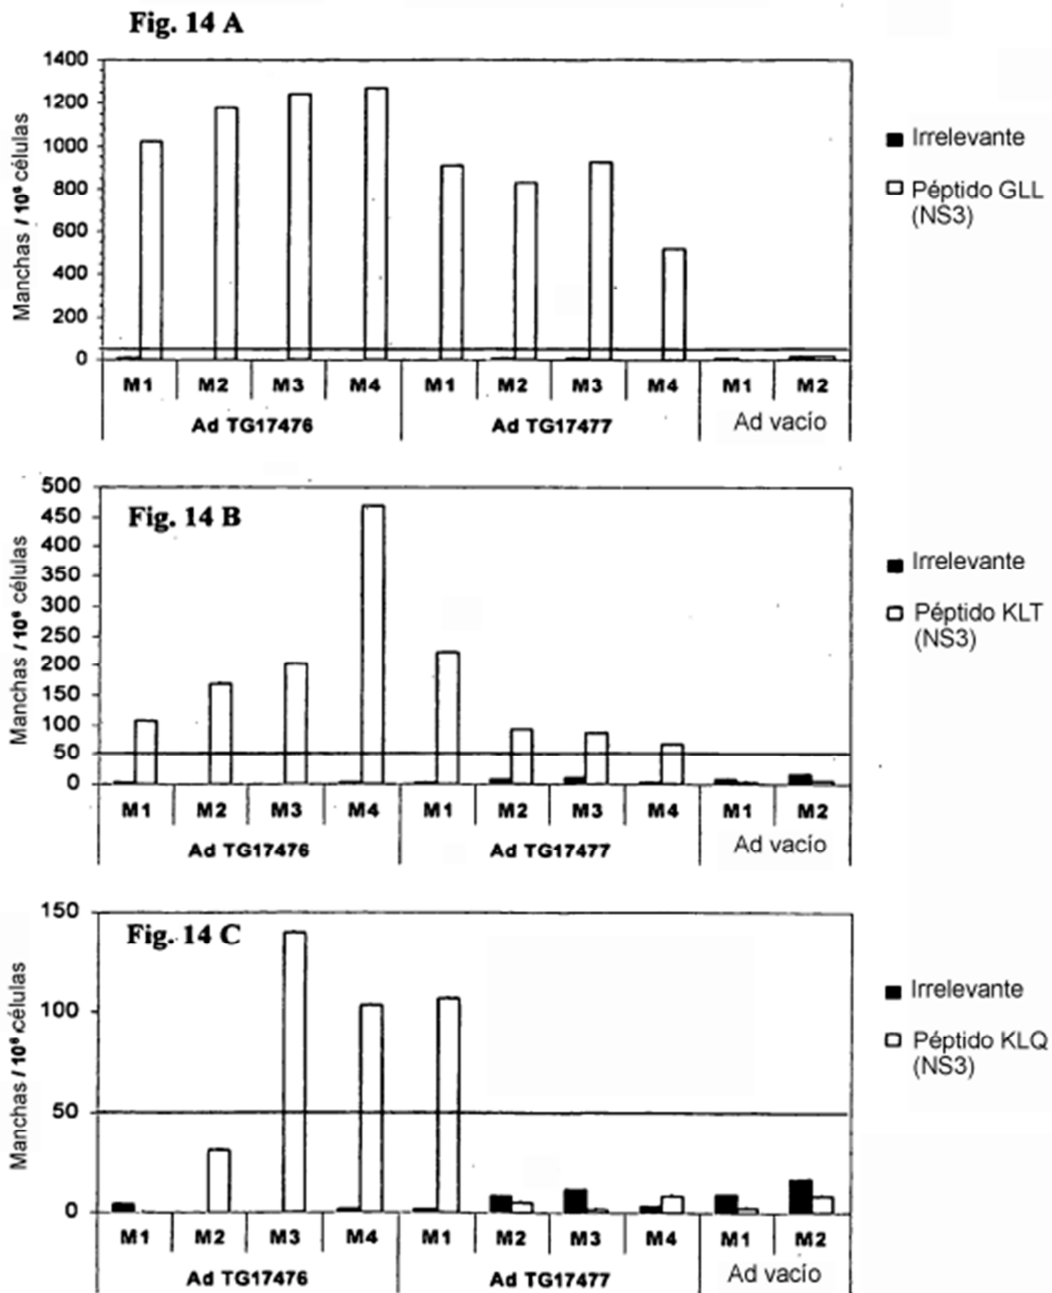 Fig. 14 A
Manchas / 10⁶ células
1400
1200
1000
800
600
400
200
0
M1 M2 M3 M4 M1 M2 M3 M4 M1 M2
Ad TG17476 Ad TG17477 Ad vacío
Irrelevante
Péptido GLL
(NS3)
Fig. 14 B
Manchas / 10⁶ células
500
450
400
350
300
250
200
150
100
50
0
M1 M2 M3 M4 M1 M2 M3 M4 M1 M2
Ad TG17476 Ad TG17477 Ad vacío
Irrelevante
Péptido KLT
(NS3)
Fig. 14 C
Manchas / 10⁶ células
150
100
50
0
M1 M2 M3 M4 M1 M2 M3 M4 M1 M2
Ad TG17476 Ad TG17477 Ad vacío
Irrelevante
Péptido KLQ
(NS3)